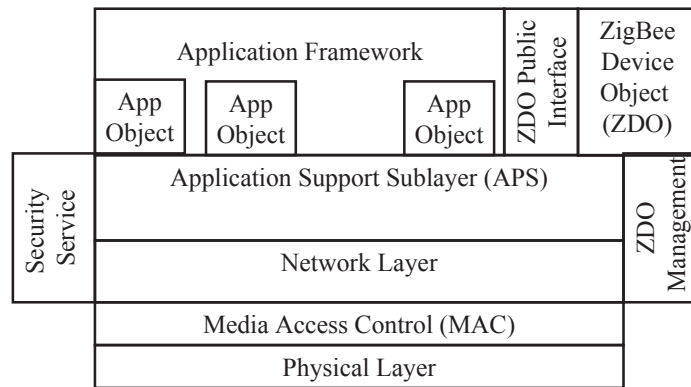 Application Framework
App
Object
App
Object
App
Object
ZDO Public
Interface
ZigBee
Device
Object
(ZDO)
Security
Service
Application Support Sublayer (APS)
Network Layer
ZDO
Management
Media Access Control (MAC)
Physical Layer